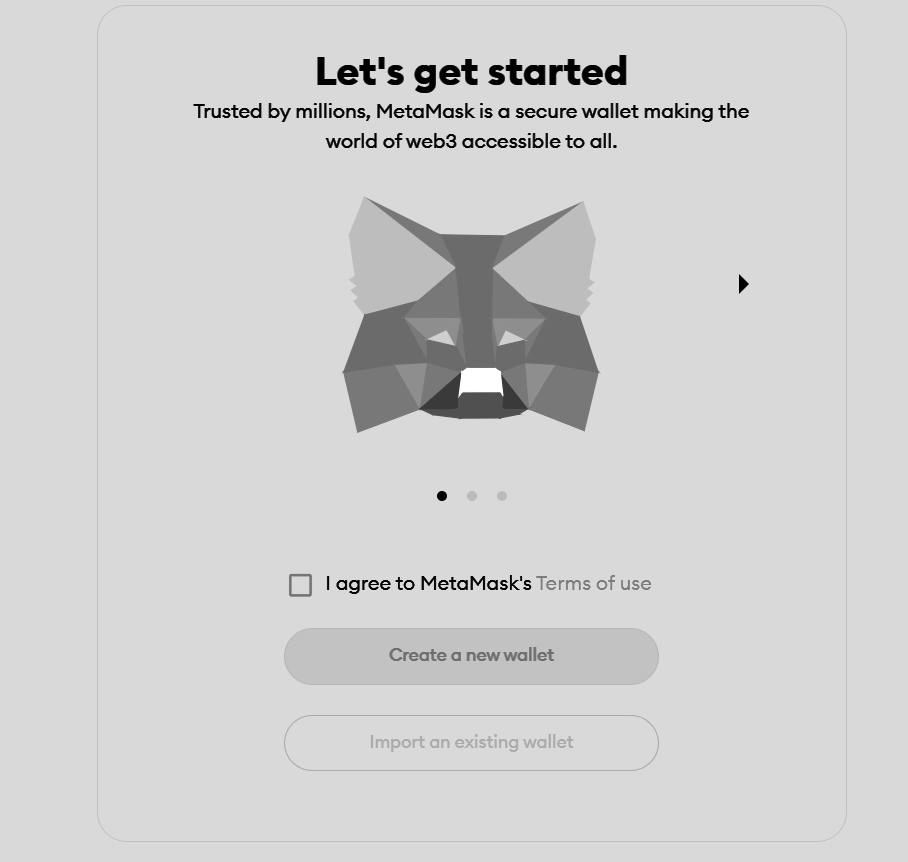 Let's get started
Trusted by millions, MetaMask is a secure wallet making the
world of web3 accessible to all.
I agree to MetaMask's Terms of use
Create a new wallet
Import an existing wallet